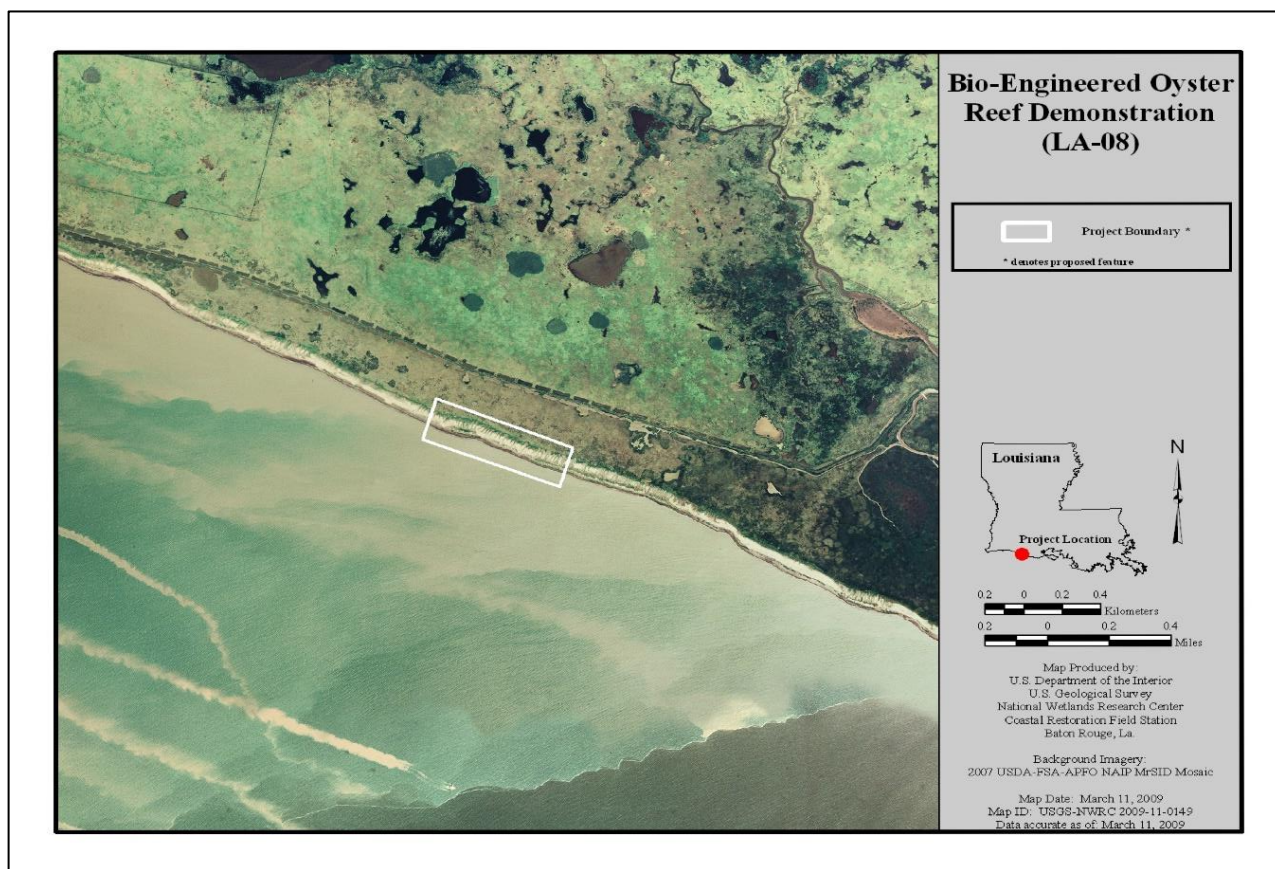 Bio-Engineered Oyster
Reef Demonstration
(LA-08)
Project Boundary *
* denotes proposed feature
Louisiana
N
Project Location
0.2 0 0.2 0.4
Kilometers
0.2 0 0.2 0.4
Miles
Map Produced by:
U.S. Department of the Interior
U.S. Geological Survey
National Wetlands Research Center
Coastal Restoration Field Station
Baton Rouge, La.
Background Imagery:
2007 USDA-FSA-APFO NAIP MrSID Mosaic
Map Date: March 11, 2009
Map ID: USGS-NWRC 2009-11-0149
Data accurate as of: March 11, 2009